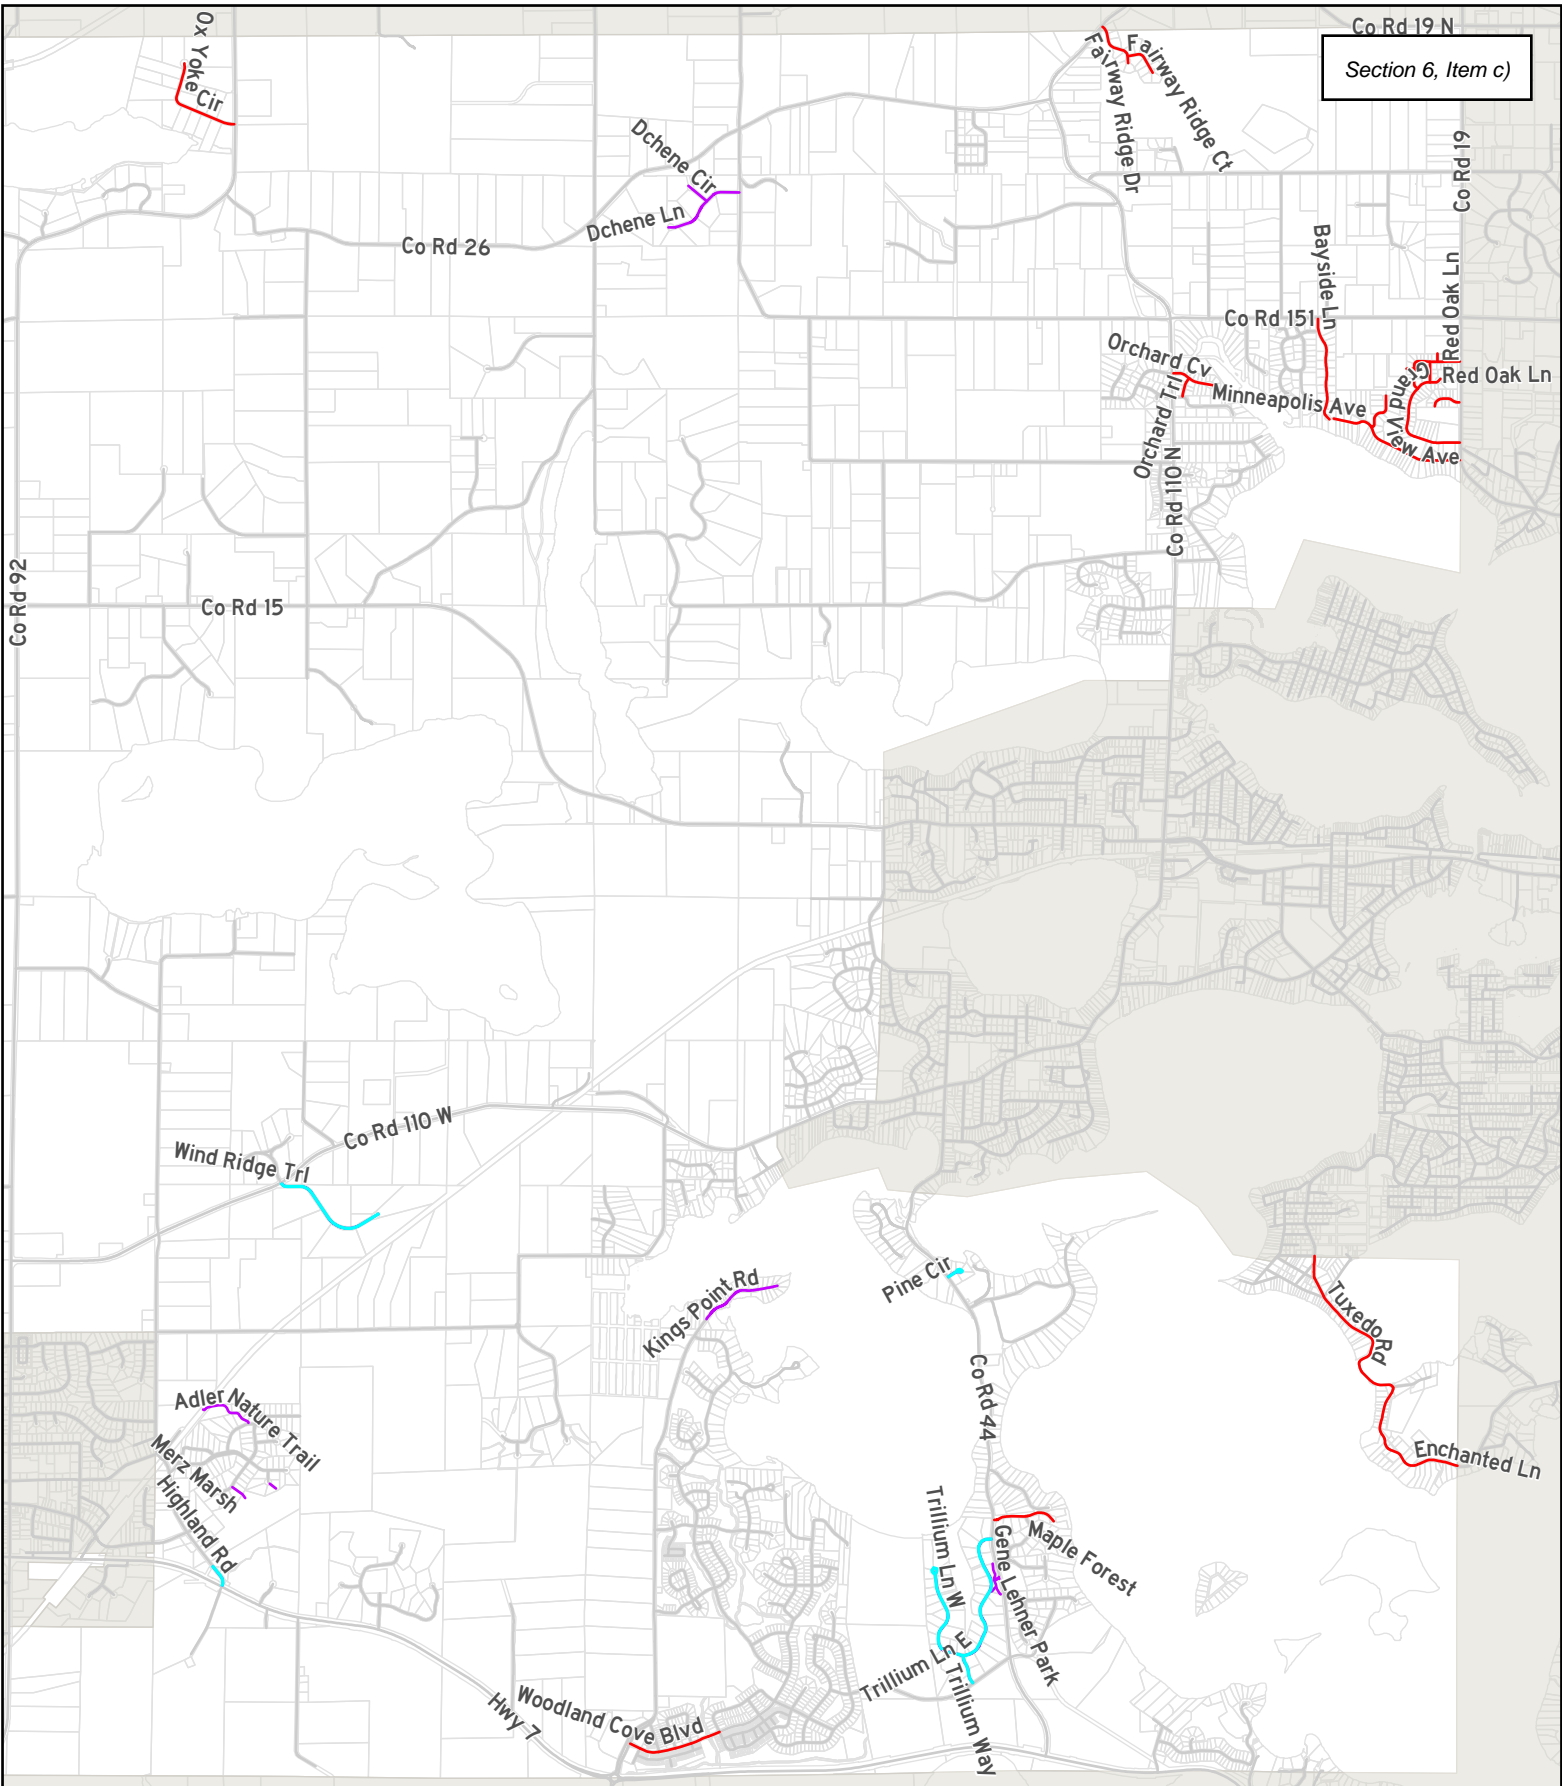 Co Rd 19 N
Section 6, Item c)
Ox Yoke Cir
Fairway Ridge Ct
Fairway Ridge Dr
Co Rd 19
Dchene Cir
Dchene Ln
Co Rd 26
Bayside Ln
Red Oak Ln
Co Rd 151
Orchard Cv
Red Oak Ln
Grand View Ave
Minneapolis Ave
Orchard Trl
Co Rd 110 N
Co Rd 92
Co Rd 15
Co Rd 110 W
Wind Ridge Trl
Pine Cir
Kings Point Rd
Tuxedo Rd
Co Rd 44
Adler Nature Trail
Merz Marsh
Highland Rd
Enchanted Ln
Trillium Ln W
Maple Forest
Gene Lehner Park
Trillium Ln E
Trillium Way
Woodland Cove Blvd
Hwy 7